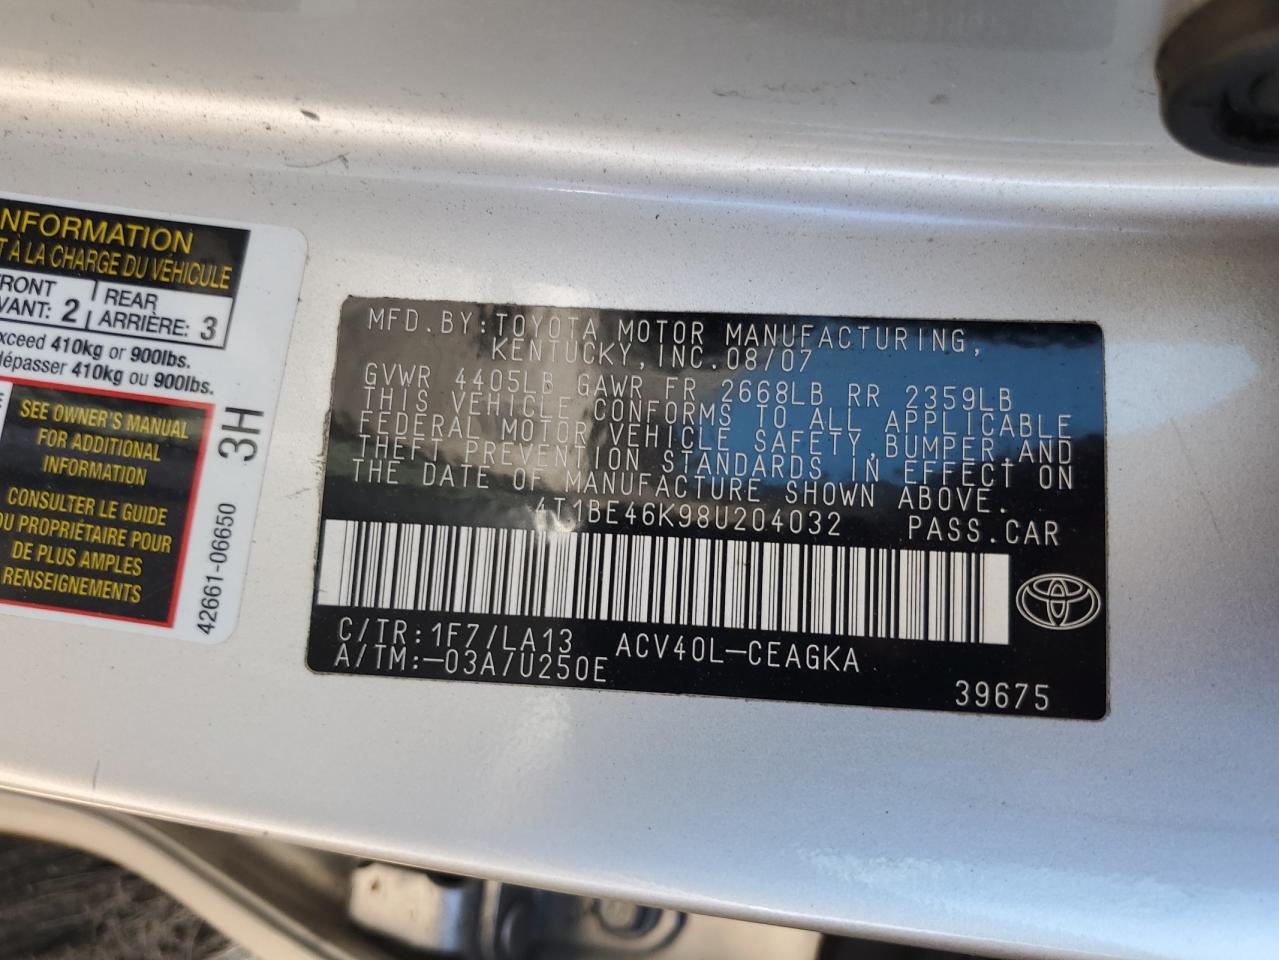 NFORMATION
T À LA CHARGE DU VÉHICULE
FRONT
VANT: 2
REAR
ARRIÈRE: 3
xceed 410kg or 900lbs.
dépasser 410kg ou 900lbs.
SEE OWNER'S MANUAL
FOR ADDITIONAL
INFORMATION
CONSULTER LE GUIDE
DU PROPRIÉTAIRE POUR
DE PLUS AMPLES
RENSEIGNEMENTS
3H
42661-06650
MFD.BY:TOYOTA MOTOR MANUFACTURING,
KENTUCKY,INC.08/07
GVWR 4405LB GAWR FR 2668LB RR 2359LB
THIS VEHICLE CONFORMS TO ALL APPLICABLE
FEDERAL MOTOR VEHICLE SAFETY,BUMPER AND
THEFT PREVENTION STANDARDS IN EFFECT ON
THE DATE OF MANUFACTURE SHOWN ABOVE.
4T1BE46K98U204032 PASS.CAR
C/TR:1F7/LA13 ACV40L-CEAGKA
A/TM:-03A/U250E
39675